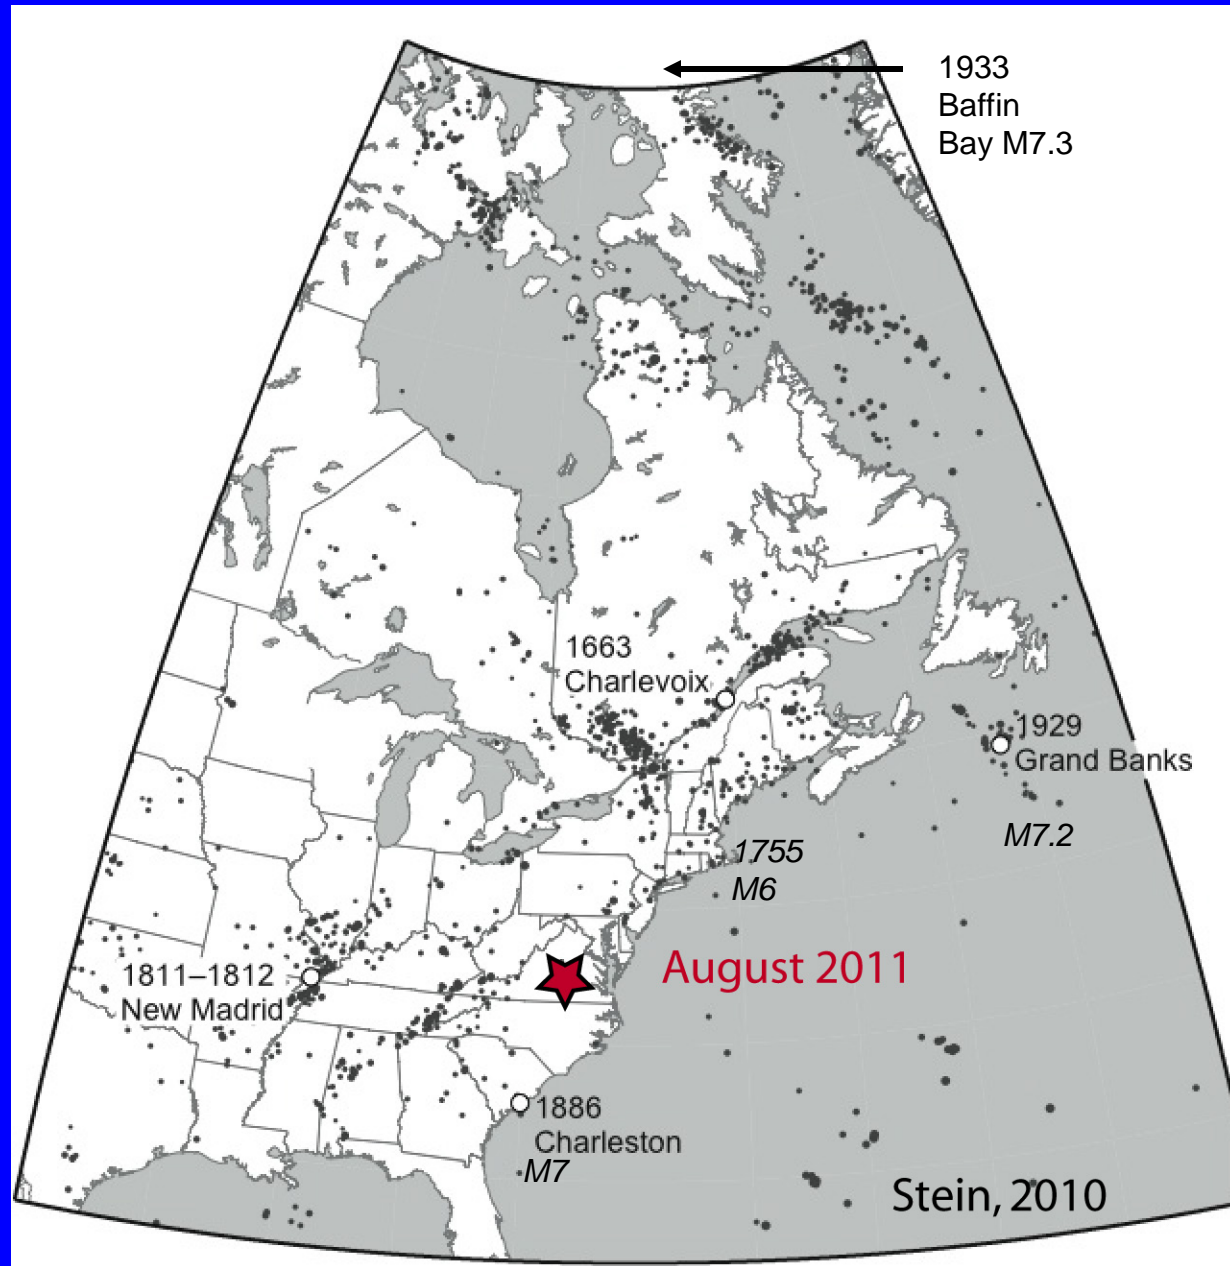 1933
Baffin
Bay M7.3
1663
Charlevoix
1929
Grand Banks
M7.2
1755
M6
August 2011
1811–1812
New Madrid
1886
Charleston
M7
Stein, 2010